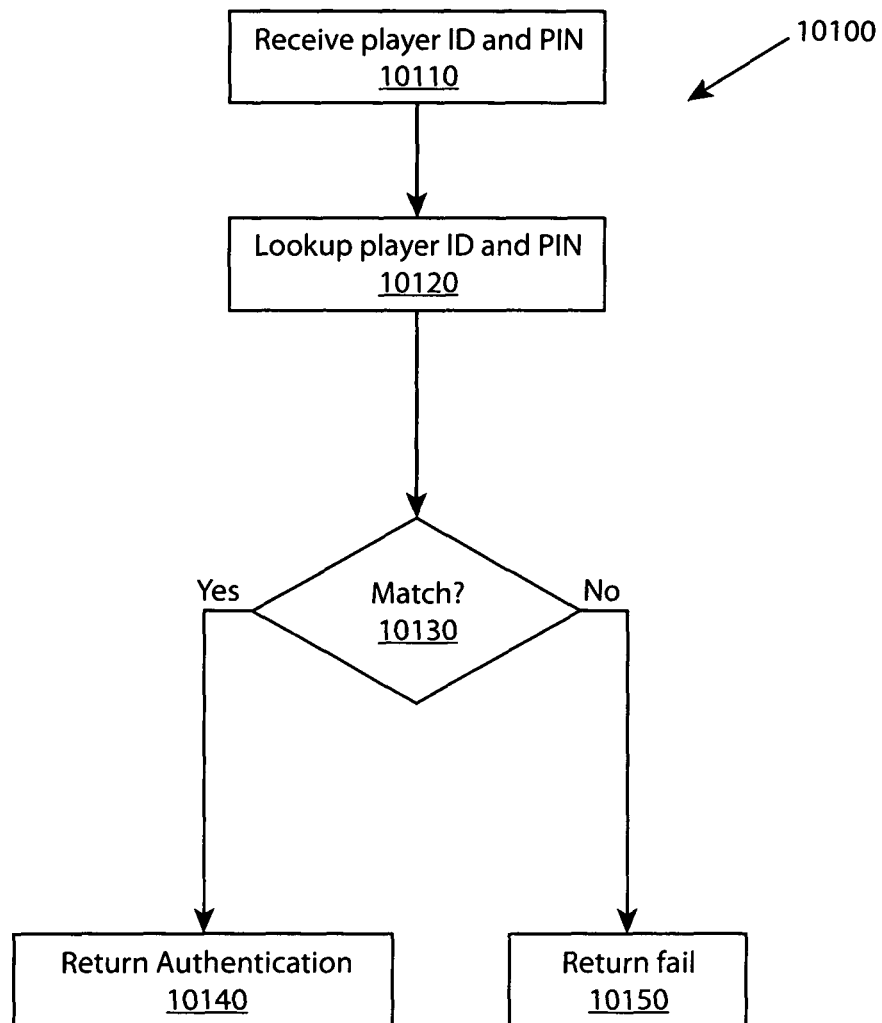 Receive player ID and PIN
10110
10100
Lookup player ID and PIN
10120
Yes
Match?
10130
No
Return Authentication
10140
Return fail
10150